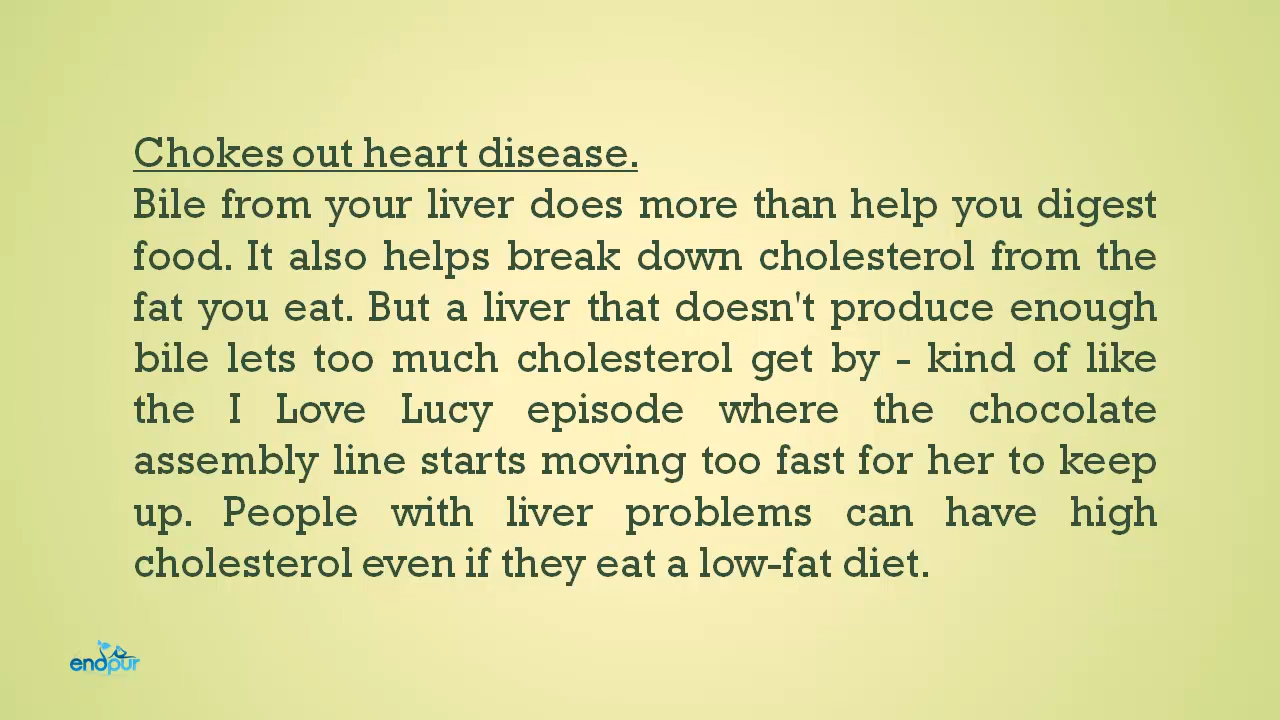 Chokes out heart disease.
Bile from your liver does more than help you digest
food. It also helps break down cholesterol from the
fat you eat. But a liver that doesn't produce enough
bile lets too much cholesterol get by - kind of like
the I Love Lucy episode where the chocolate
assembly line starts moving too fast for her to keep
up. People with liver problems can have high
cholesterol even if they eat a low-fat diet.
endpur